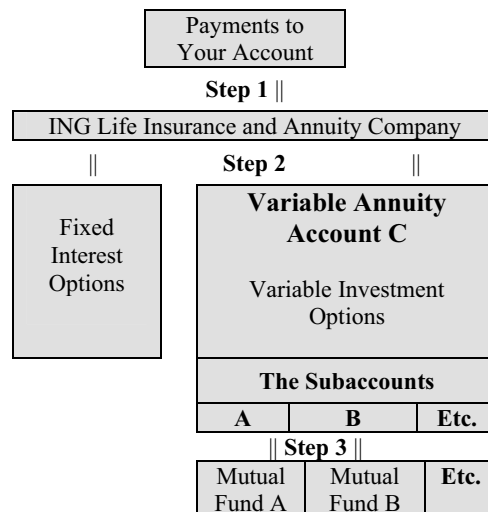 Payments to
Your Account
Step 1 ||
ING Life Insurance and Annuity Company
|| Step 2 ||
Fixed
Interest
Options
Variable Annuity
Account C
Variable Investment
Options
The Subaccounts
A B Etc.
|| Step 3 ||
Mutual
Fund A
Mutual
Fund B
Etc.